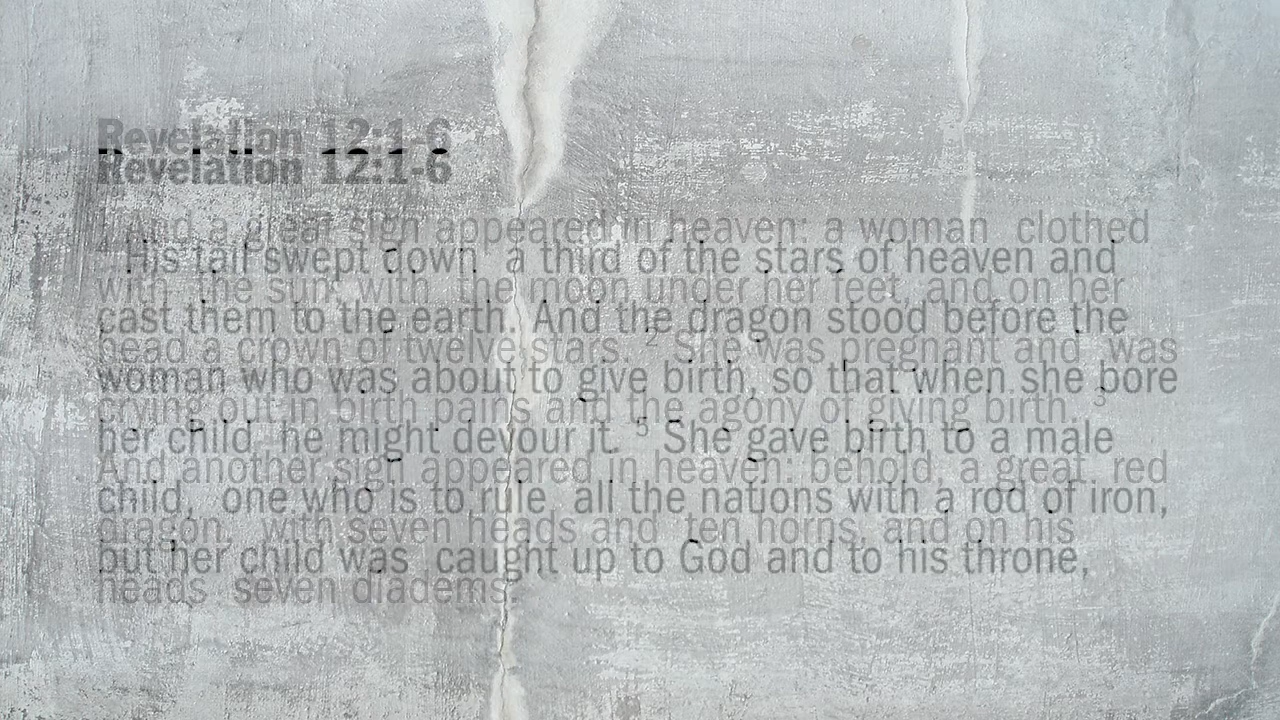 Revelation 12:1-6
Revelation 12:1-6
And a great sign appeared in heaven: a woman clothed
His tail swept down a third of the stars of heaven and
with the sun, with the moon under her feet, and on her
cast them to the earth. And the dragon stood before the
head a crown of twelve stars. 2 She was pregnant and was
woman who was about to give birth, so that when she bore
crying out in birth pains and the agony of giving birth. 3
her child he might devour it. 5 She gave birth to a male
And another sign appeared in heaven: behold, a great, red
child, one who is to rule all the nations with a rod of iron,
dragon, with seven heads and ten horns, and on his
but her child was caught up to God and to his throne,
heads seven diadems.